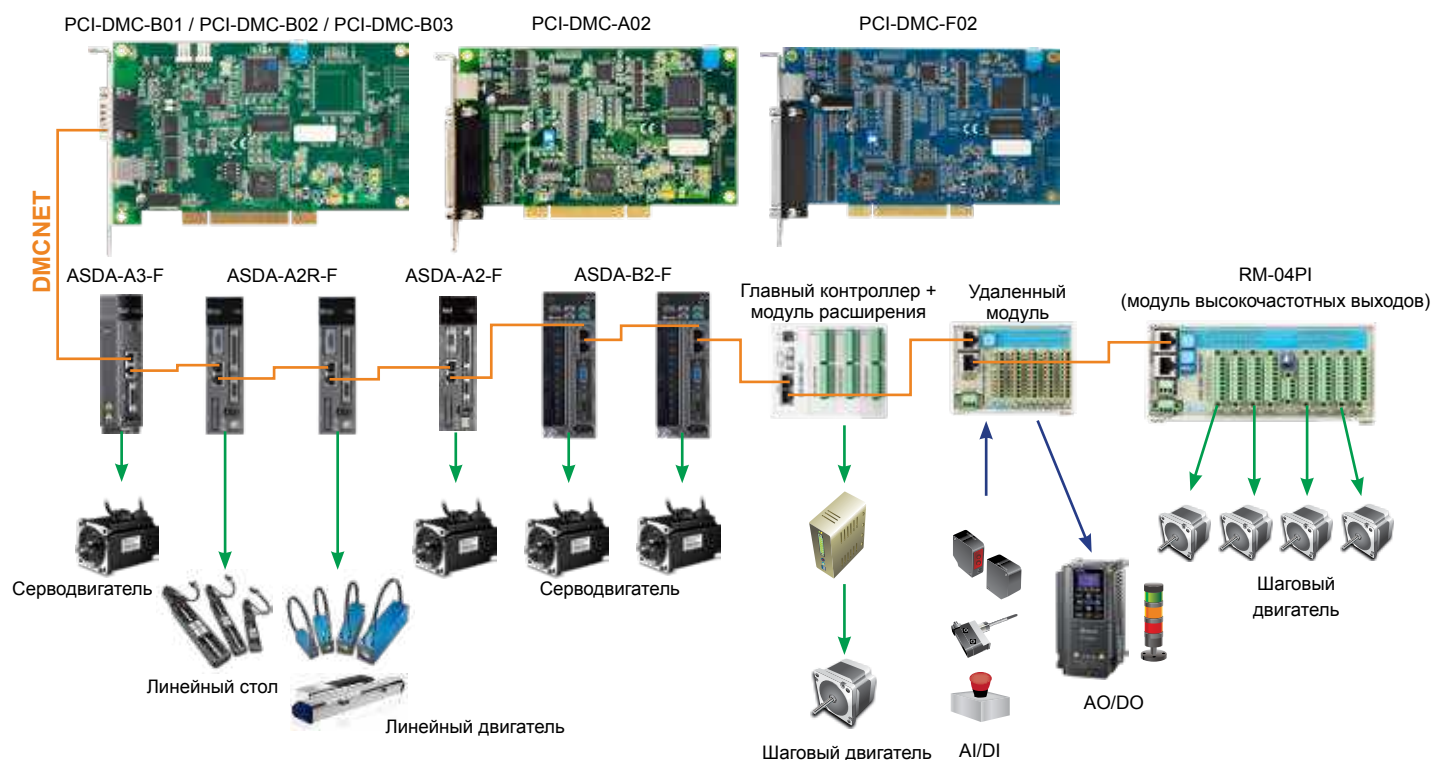 PCI-DMC-B01 / PCI-DMC-B02 / PCI-DMC-B03
PCI-DMC-A02
PCI-DMC-F02
DMCNET
ASDA-A3-F
ASDA-A2R-F
ASDA-A2-F
ASDA-B2-F
Главный контроллер +
модуль расширения
Удаленный
модуль
RM-04PI
(модуль высокочастотных выходов)
Серводвигатель
Серводвигатель
Шаговый
двигатель
Линейный стол
Линейный двигатель
AO/DO
Шаговый двигатель
AI/DI